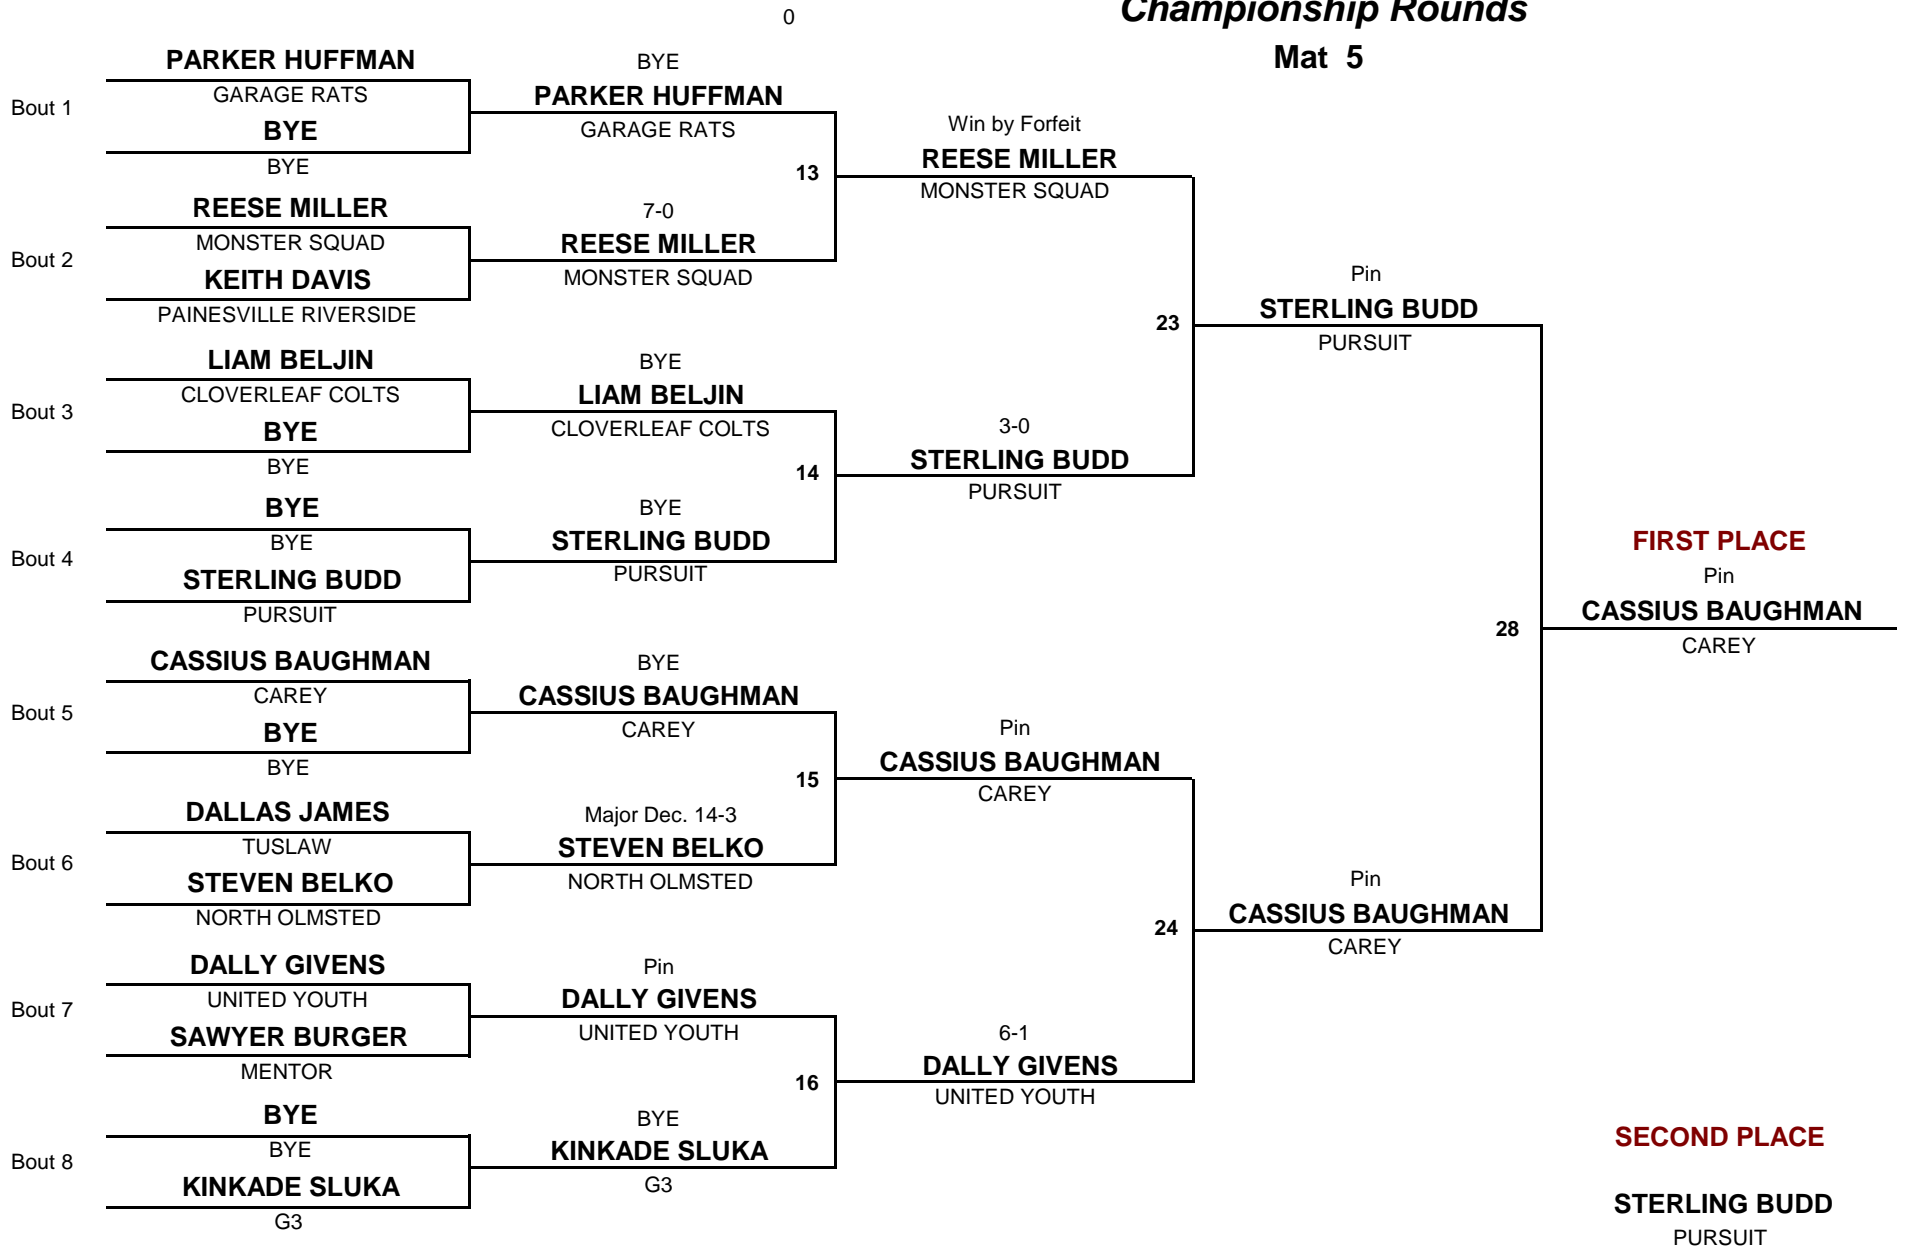 0
Championship Rounds
Mat 5
PARKER HUFFMAN
GARAGE RATS
Bout 1
BYE
BYE
REESE MILLER
MONSTER SQUAD
Bout 2
KEITH DAVIS
PAINESVILLE RIVERSIDE
LIAM BELJIN
CLOVERLEAF COLTS
Bout 3
BYE
BYE
BYE
BYE
Bout 4
STERLING BUDD
PURSUIT
CASSIUS BAUGHMAN
CAREY
Bout 5
BYE
BYE
DALLAS JAMES
TUSLAW
Bout 6
STEVEN BELKO
NORTH OLMSTED
DALLY GIVENS
UNITED YOUTH
Bout 7
SAWYER BURGER
MENTOR
BYE
BYE
Bout 8
KINKADE SLUKA
G3
BYE
PARKER HUFFMAN
GARAGE RATS
13
7-0
REESE MILLER
MONSTER SQUAD
BYE
LIAM BELJIN
CLOVERLEAF COLTS
14
BYE
STERLING BUDD
PURSUIT
BYE
CASSIUS BAUGHMAN
CAREY
15
Major Dec. 14-3
STEVEN BELKO
NORTH OLMSTED
Pin
DALLY GIVENS
UNITED YOUTH
16
BYE
KINKADE SLUKA
G3
Win by Forfeit
REESE MILLER
MONSTER SQUAD
23
3-0
STERLING BUDD
PURSUIT
Pin
CASSIUS BAUGHMAN
CAREY
24
6-1
DALLY GIVENS
UNITED YOUTH
Pin
STERLING BUDD
PURSUIT
28
Pin
CASSIUS BAUGHMAN
CAREY
FIRST PLACE
Pin
CASSIUS BAUGHMAN
CAREY
SECOND PLACE
STERLING BUDD
PURSUIT